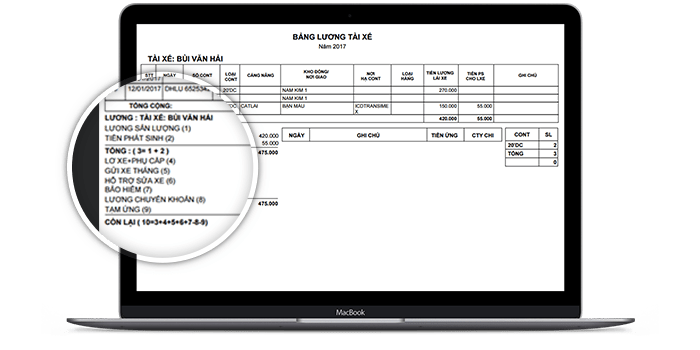 BẢNG LƯƠNG TÀI XẾ
Năm 2017
TÀI XẾ: BÙI VĂN HẢI
STT NGÀY SỐ CONT LOẠI CONT CẢNG NÂNG KHO ĐÓNG/ NƠI GIAO NƠI HẠ CONT LOẠI HÀNG TIỀN LƯƠNG LÁI XE TIỀN PS CHO LXE GHI CHÚ
12/01/2017 DHLU 652534 20'DC NAM KIM 1 270.000
NAM KIM 1
CATLAI BAN MAU ICDTRANSIMEX 150.000 55.000
TỔNG CỘNG: 420.000 55.000
LƯƠNG : TÀI XẾ: BÙI VĂN HẢI
LƯƠNG SẢN LƯỢNG (1) 420.000
TIỀN PHÁT SINH (2) 55.000
TỔNG : ( 3= 1 + 2 ) 475.000
LƠ XE+PHỤ CẤP (4)
GỬI XE THÁNG (5)
HỖ TRỢ SỬA XE (6)
BẢO HIỂM (7)
LƯƠNG CHUYỂN KHOẢN (8)
TẠM ỨNG (9)
CÒN LẠI ( 10=3+4+5+6+7-8-9) 475.000
NGÀY GHI CHÚ TIỀN ỨNG CTY CHI
CONT SL
20'DC 2
TỔNG 3
0
MacBook